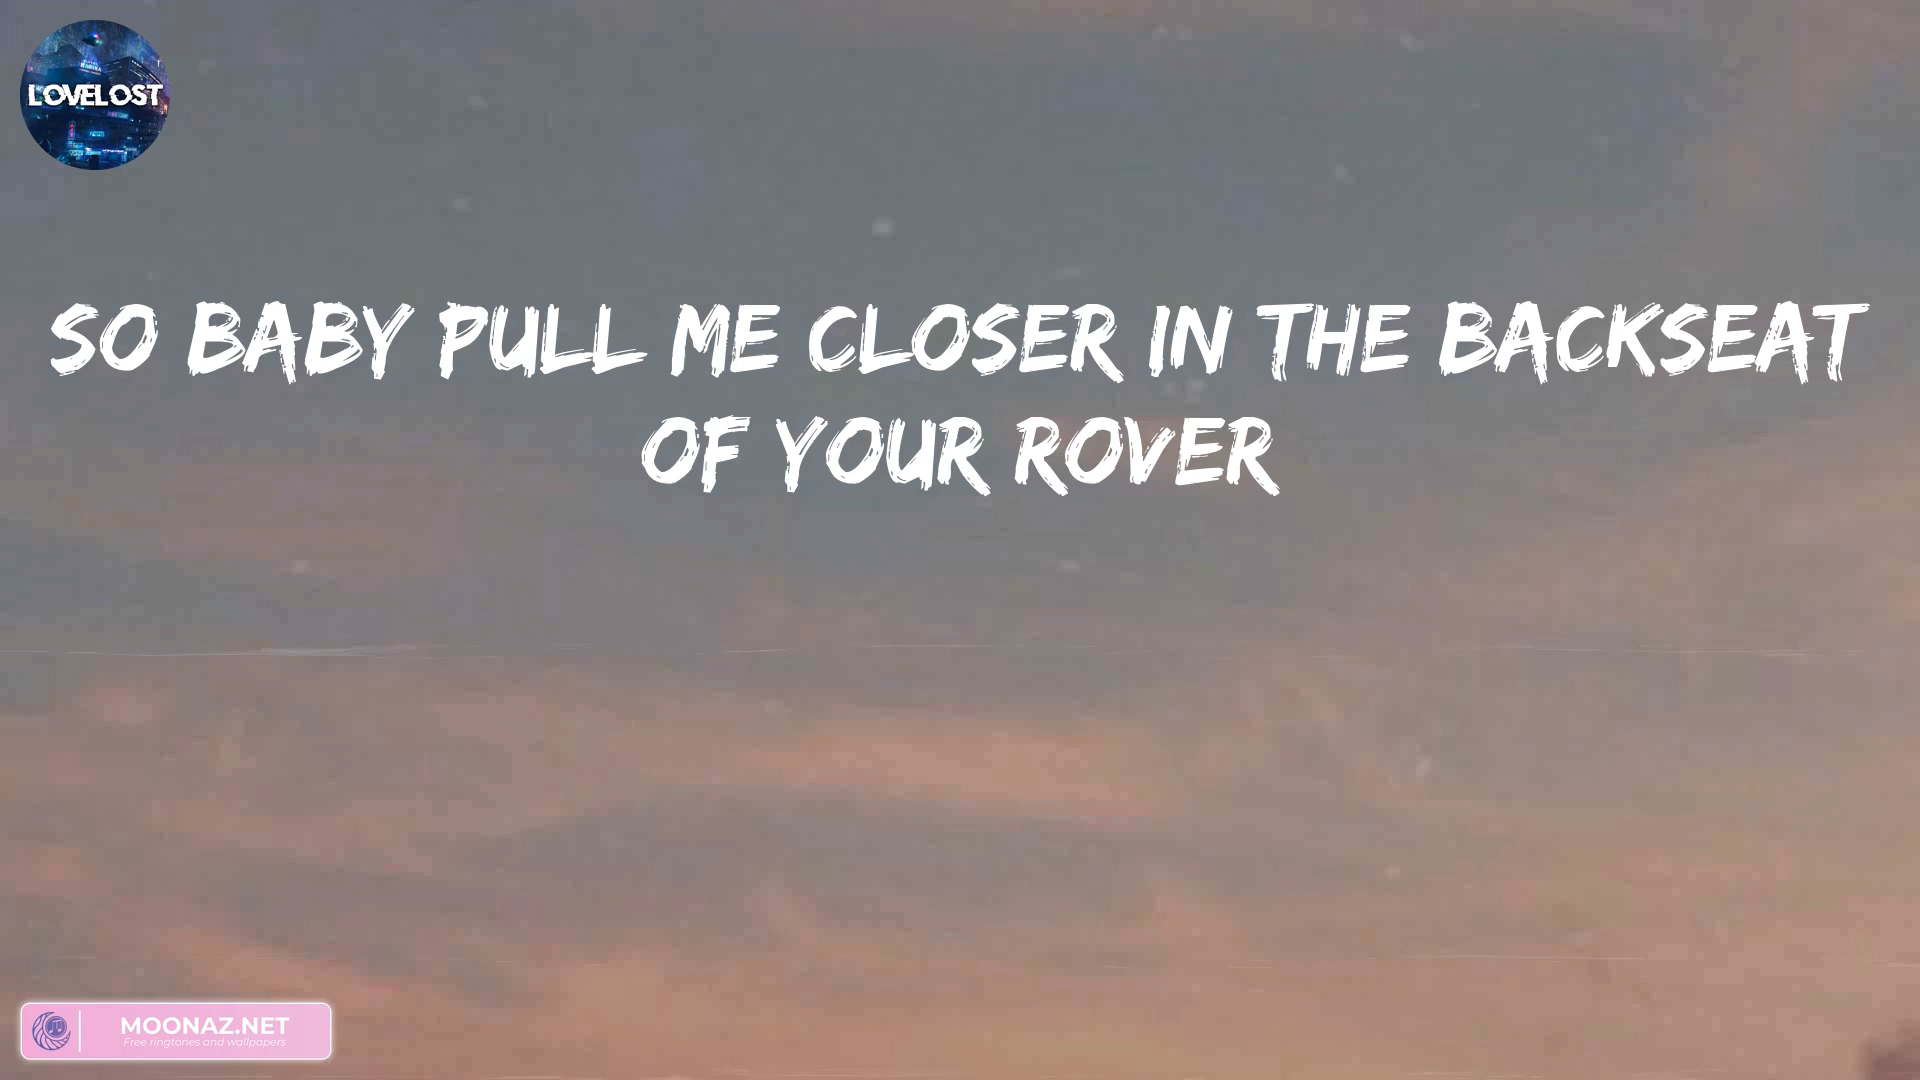 LOVELOST
SO BABY PULL ME CLOSER IN THE BACKSEAT
OF YOUR ROVER
MOONAZ.NET
Free ringtones and wallpapers